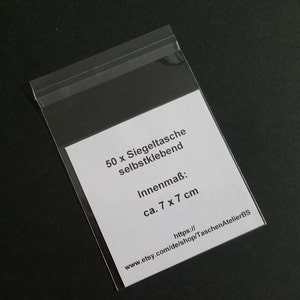 50 x Siegeltasche
selbstklebend
Innenmaß:
ca. 7 x 7 cm
https://
www.etsy.com/de/shop/TaschenAtelierBS